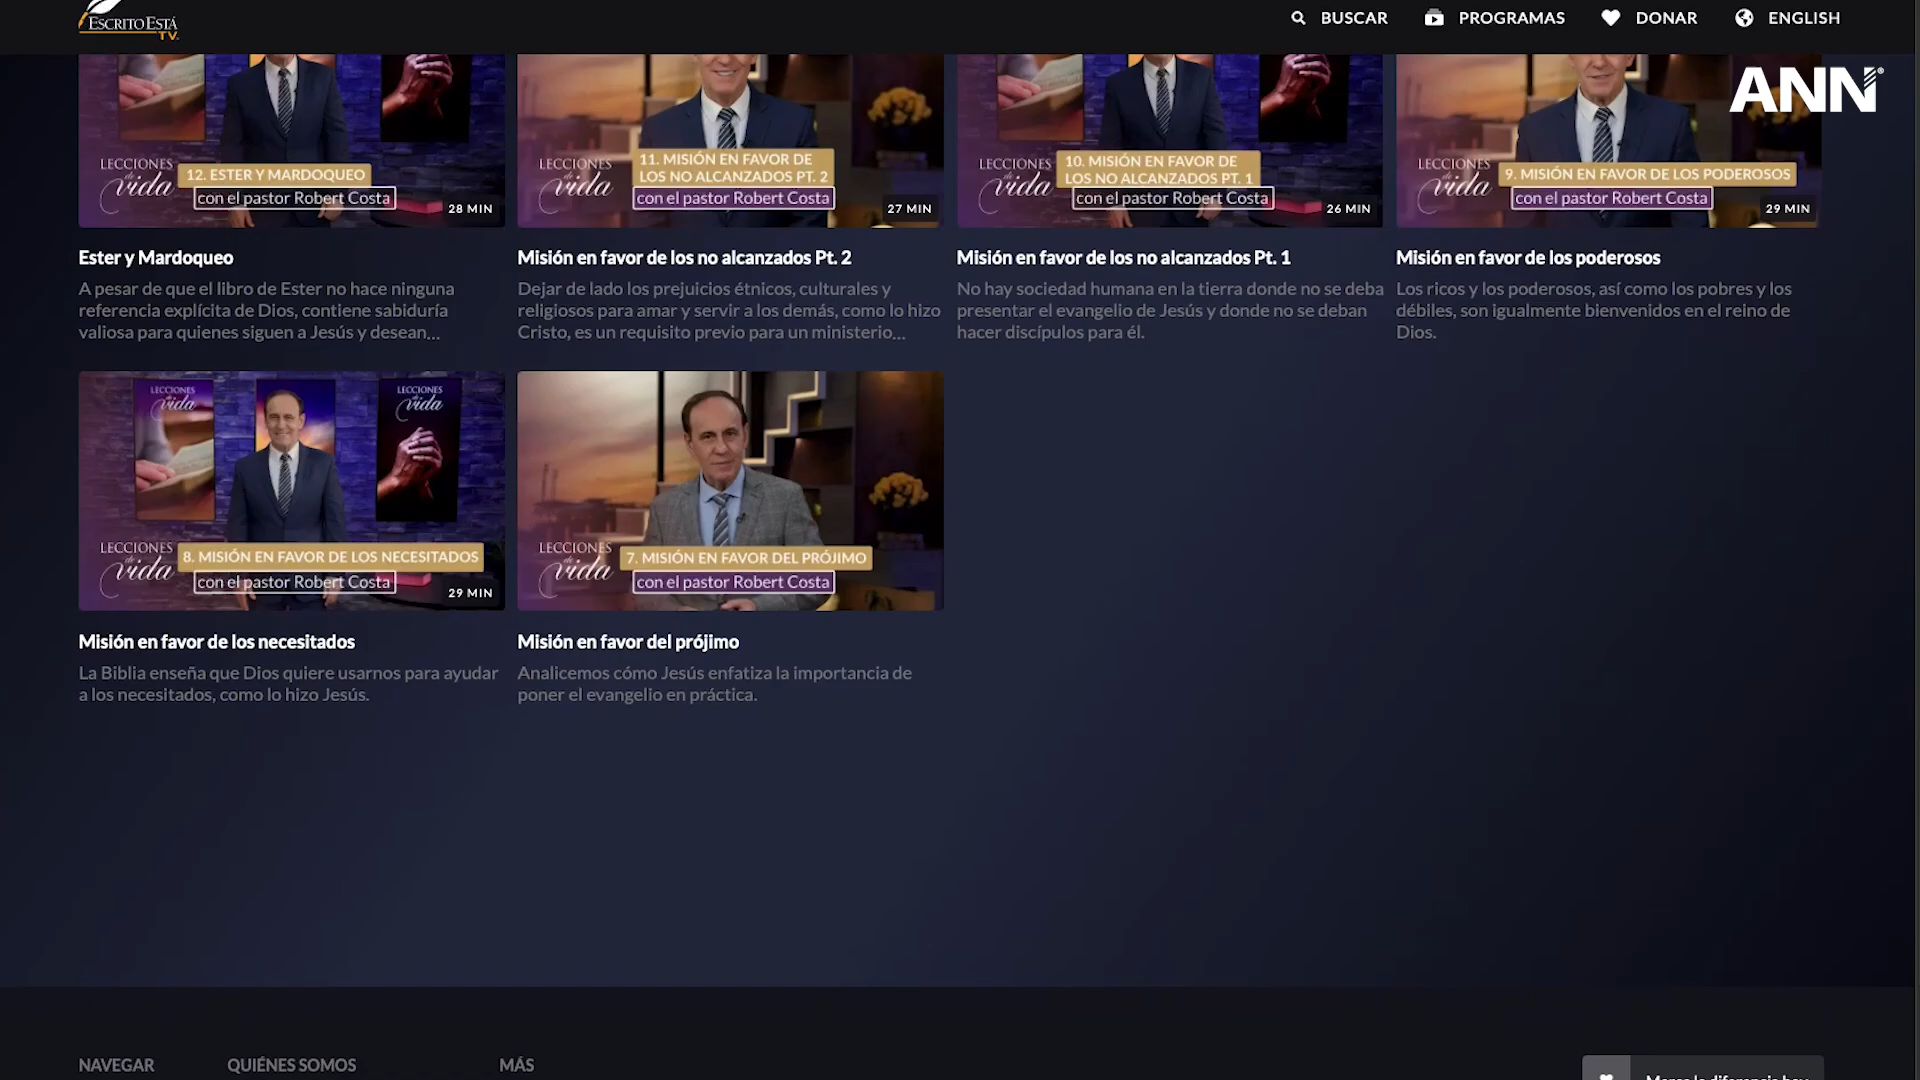 ESCRITO ESTÁ
TV
BUSCAR
PROGRAMAS
DONAR
ENGLISH
ANN
LECCIONES
de vida
12. ESTER Y MARDOQUEO
con el pastor Robert Costa
28 MIN
LECCIONES
de vida
11. MISIÓN EN FAVOR DE
LOS NO ALCANZADOS PT. 2
con el pastor Robert Costa
27 MIN
LECCIONES
de vida
10. MISIÓN EN FAVOR DE
LOS NO ALCANZADOS PT. 1
con el pastor Robert Costa
26 MIN
LECCIONES
de vida
9. MISIÓN EN FAVOR DE LOS PODEROSOS
con el pastor Robert Costa
29 MIN
Ester y Mardoqueo
A pesar de que el libro de Ester no hace ninguna
referencia explícita de Dios, contiene sabiduría
valiosa para quienes siguen a Jesús y desean...
Misión en favor de los no alcanzados Pt. 2
Dejar de lado los prejuicios étnicos, culturales y
religiosos para amar y servir a los demás, como lo hizo
Cristo, es un requisito previo para un ministerio...
Misión en favor de los no alcanzados Pt. 1
No hay sociedad humana en la tierra donde no se deba
presentar el evangelio de Jesús y donde no se deban
hacer discípulos para él.
Misión en favor de los poderosos
Los ricos y los poderosos, así como los pobres y los
débiles, son igualmente bienvenidos en el reino de
Dios.
LECCIONES
de vida
LECCIONES
de vida
LECCIONES
de vida
8. MISIÓN EN FAVOR DE LOS NECESITADOS
con el pastor Robert Costa
29 MIN
LECCIONES
de vida
7. MISIÓN EN FAVOR DEL PRÓJIMO
con el pastor Robert Costa
Misión en favor de los necesitados
La Biblia enseña que Dios quiere usarnos para ayudar
a los necesitados, como lo hizo Jesús.
Misión en favor del prójimo
Analicemos cómo Jesús enfatiza la importancia de
poner el evangelio en práctica.
NAVEGAR
QUIÉNES SOMOS
MÁS
Marca la diferencia hoy